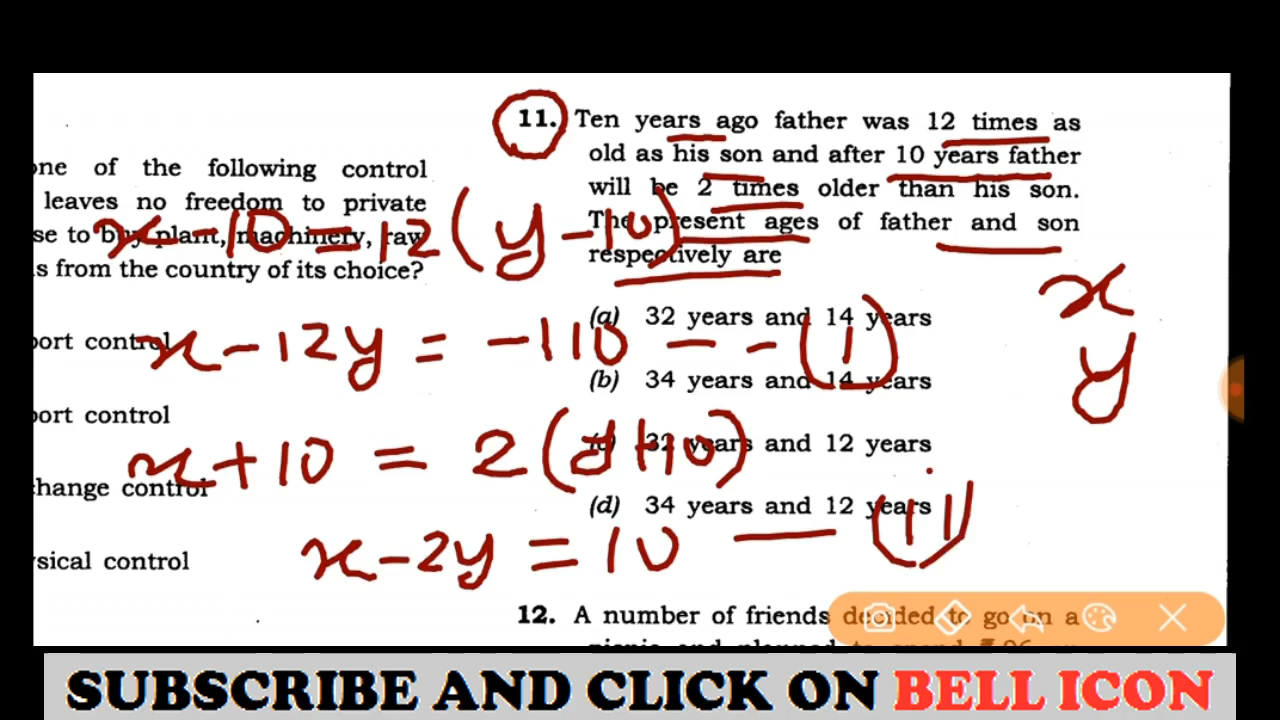 one of the following control
leaves no freedom to private
se to buy plant, machinery, raw
s from the country of its choice?
port control
port control
change control
sical control
11. Ten years ago father was 12 times as
old as his son and after 10 years father
will be 2 times older than his son.
The present ages of father and son
respectively are
(a) 32 years and 14 years
(b) 34 years and 14 years
(c) 32 years and 12 years
(d) 34 years and 12 years
12. A number of friends decided to go on a
x - 10 = 12 (y - 10)
x - 12y = -110 - - (1)
x + 10 = 2 (y + 10)
x - 2y = 10 — (11)
x
y
SUBSCRIBE AND CLICK ON BELL ICON